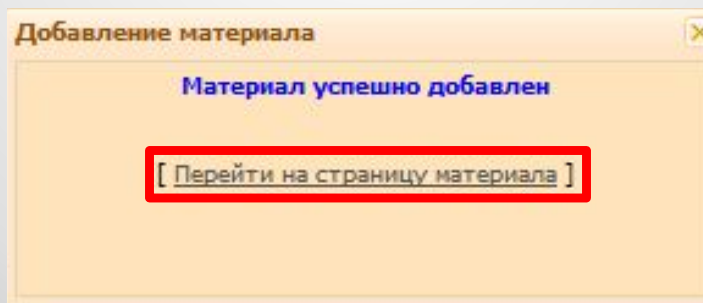 Добавление материала
Материал успешно добавлен
[ Перейти на страницу материала ]